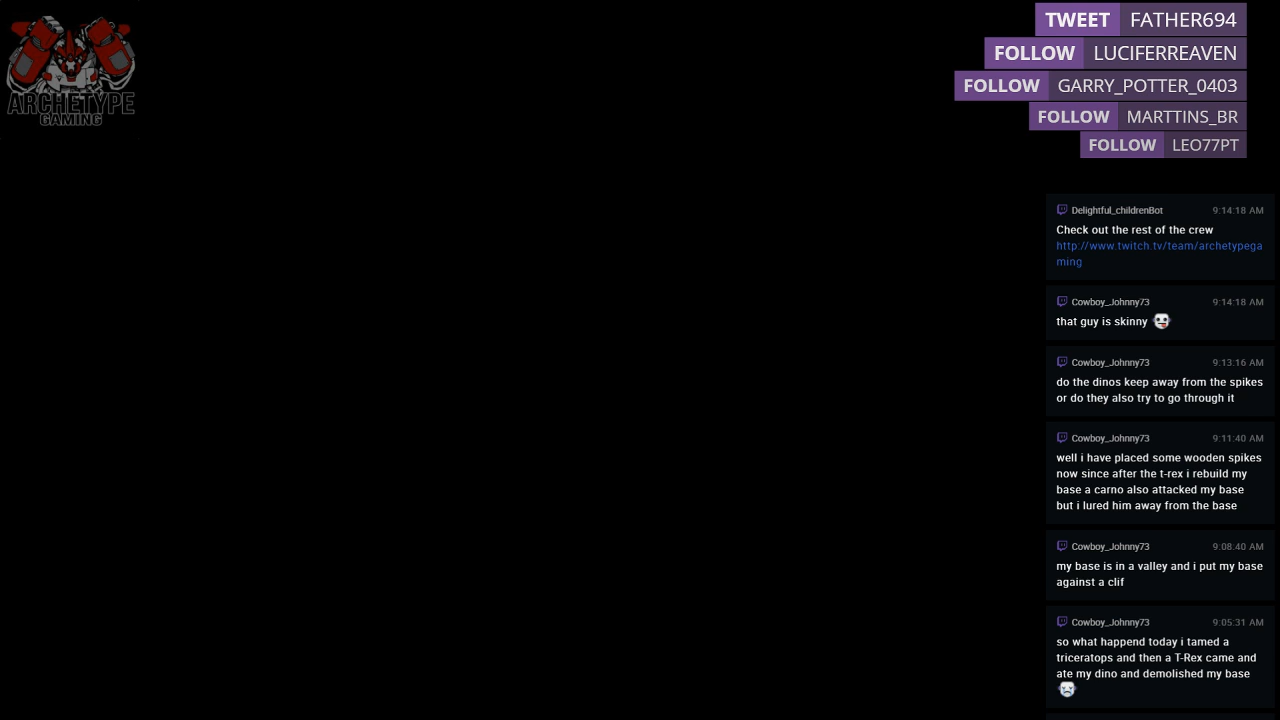 ARCHETYPE
GAMING
TWEET FATHER694
FOLLOW LUCIFERREAVEN
FOLLOW GARRY_POTTER_0403
FOLLOW MARTTINS_BR
FOLLOW LEO77PT
Delightful_childrenBot 9:14:18 AM
Check out the rest of the crew
http://www.twitch.tv/team/archetypega
ming
Cowboy_Johnny73 9:14:18 AM
that guy is skinny
Cowboy_Johnny73 9:13:16 AM
do the dinos keep away from the spikes
or do they also try to go through it
Cowboy_Johnny73 9:11:40 AM
well i have placed some wooden spikes
now since after the t-rex i rebuild my
base a carno also attacked my base
but i lured him away from the base
Cowboy_Johnny73 9:08:40 AM
my base is in a valley and i put my base
against a clif
Cowboy_Johnny73 9:05:31 AM
so what happend today i tamed a
triceratops and then a T-Rex came and
ate my dino and demolished my base